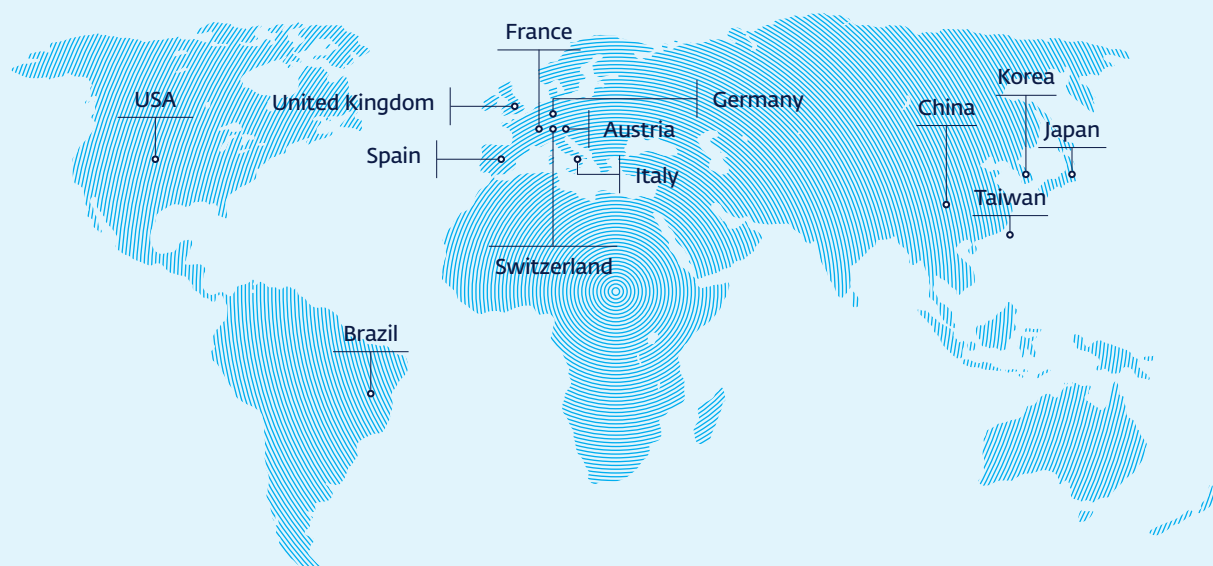 France
Korea
USA
United Kingdom
Germany
China
Austria
Japan
Spain
Italy
Taiwan
Switzerland
Brazil